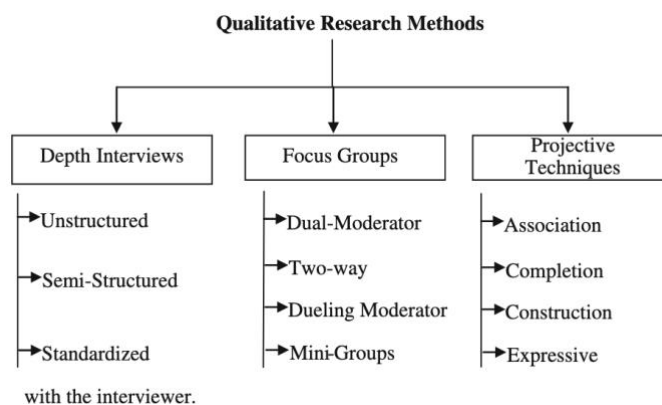 Qualitative Research Methods
Depth Interviews
Focus Groups
Projective
Techniques
Unstructured
Semi-Structured
Standardized
Dual-Moderator
Two-way
Dueling Moderator
Mini-Groups
Association
Completion
Construction
Expressive
with the interviewer.